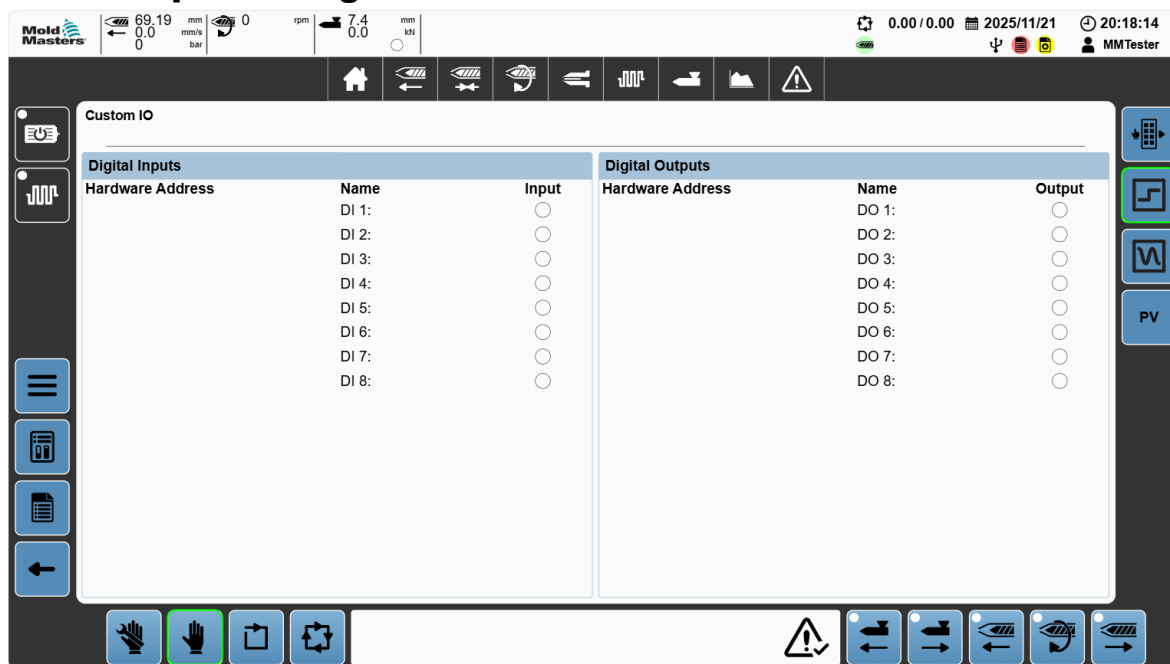 Mold Masters
69.19 mm
0.0 mm/s
0 bar
0 rpm
7.4 mm
0.0 kN
0.00 / 0.00 2025/11/21 20:18:14
MMTester
Custom IO
Digital Inputs
Hardware Address Name Input
DI 1:
DI 2:
DI 3:
DI 4:
DI 5:
DI 6:
DI 7:
DI 8:
Digital Outputs
Hardware Address Name Output
DO 1:
DO 2:
DO 3:
DO 4:
DO 5:
DO 6:
DO 7:
DO 8:
PV